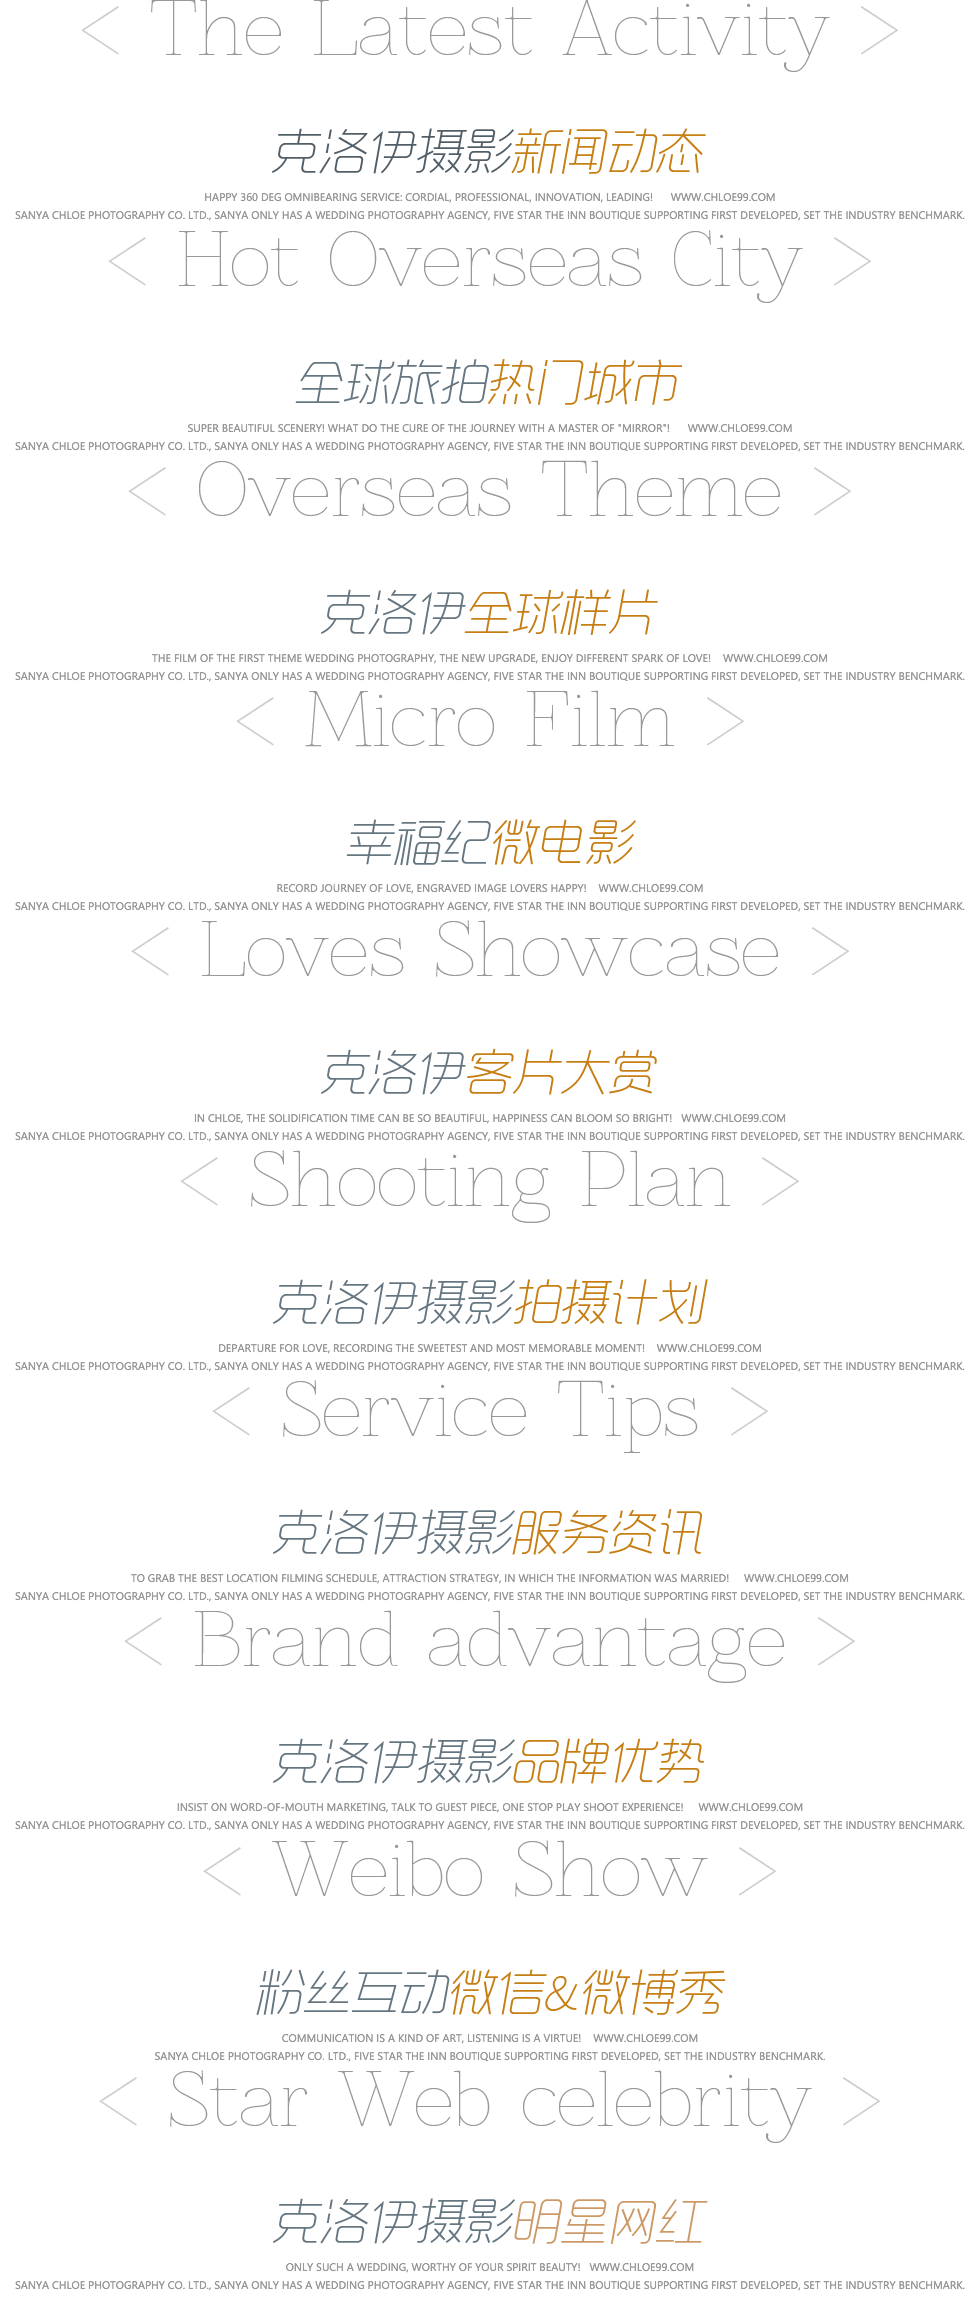 < The Latest Activity >
克洛伊摄影新闻动态
HAPPY 360 DEG OMNIBEARING SERVICE: CORDIAL, PROFESSIONAL, INNOVATION, LEADING! WWW.CHLOE99.COM
SANYA CHLOE PHOTOGRAPHY CO. LTD., SANYA ONLY HAS A WEDDING PHOTOGRAPHY AGENCY, FIVE STAR THE INN BOUTIQUE SUPPORTING FIRST DEVELOPED, SET THE INDUSTRY BENCHMARK.
< Hot Overseas City >
全球旅拍热门城市
SUPER BEAUTIFUL SCENERY! WHAT DO THE CURE OF THE JOURNEY WITH A MASTER OF "MIRROR"! WWW.CHLOE99.COM
SANYA CHLOE PHOTOGRAPHY CO. LTD., SANYA ONLY HAS A WEDDING PHOTOGRAPHY AGENCY, FIVE STAR THE INN BOUTIQUE SUPPORTING FIRST DEVELOPED, SET THE INDUSTRY BENCHMARK.
< Overseas Theme >
克洛伊全球样片
THE FILM OF THE FIRST THEME WEDDING PHOTOGRAPHY, THE NEW UPGRADE, ENJOY DIFFERENT SPARK OF LOVE! WWW.CHLOE99.COM
SANYA CHLOE PHOTOGRAPHY CO. LTD., SANYA ONLY HAS A WEDDING PHOTOGRAPHY AGENCY, FIVE STAR THE INN BOUTIQUE SUPPORTING FIRST DEVELOPED, SET THE INDUSTRY BENCHMARK.
< Micro Film >
幸福纪微电影
RECORD JOURNEY OF LOVE, ENGRAVED IMAGE LOVERS HAPPY! WWW.CHLOE99.COM
SANYA CHLOE PHOTOGRAPHY CO. LTD., SANYA ONLY HAS A WEDDING PHOTOGRAPHY AGENCY, FIVE STAR THE INN BOUTIQUE SUPPORTING FIRST DEVELOPED, SET THE INDUSTRY BENCHMARK.
< Loves Showcase >
克洛伊客片大赏
IN CHLOE, THE SOLIDIFICATION TIME CAN BE SO BEAUTIFUL, HAPPINESS CAN BLOOM SO BRIGHT! WWW.CHLOE99.COM
SANYA CHLOE PHOTOGRAPHY CO. LTD., SANYA ONLY HAS A WEDDING PHOTOGRAPHY AGENCY, FIVE STAR THE INN BOUTIQUE SUPPORTING FIRST DEVELOPED, SET THE INDUSTRY BENCHMARK.
< Shooting Plan >
克洛伊摄影拍摄计划
DEPARTURE FOR LOVE, RECORDING THE SWEETEST AND MOST MEMORABLE MOMENT! WWW.CHLOE99.COM
SANYA CHLOE PHOTOGRAPHY CO. LTD., SANYA ONLY HAS A WEDDING PHOTOGRAPHY AGENCY, FIVE STAR THE INN BOUTIQUE SUPPORTING FIRST DEVELOPED, SET THE INDUSTRY BENCHMARK.
< Service Tips >
克洛伊摄影服务资讯
TO GRAB THE BEST LOCATION FILMING SCHEDULE, ATTRACTION STRATEGY, IN WHICH THE INFORMATION WAS MARRIED! WWW.CHLOE99.COM
SANYA CHLOE PHOTOGRAPHY CO. LTD., SANYA ONLY HAS A WEDDING PHOTOGRAPHY AGENCY, FIVE STAR THE INN BOUTIQUE SUPPORTING FIRST DEVELOPED, SET THE INDUSTRY BENCHMARK.
< Brand advantage >
克洛伊摄影品牌优势
INSIST ON WORD-OF-MOUTH MARKETING, TALK TO GUEST PIECE, ONE STOP PLAY SHOOT EXPERIENCE! WWW.CHLOE99.COM
SANYA CHLOE PHOTOGRAPHY CO. LTD., SANYA ONLY HAS A WEDDING PHOTOGRAPHY AGENCY, FIVE STAR THE INN BOUTIQUE SUPPORTING FIRST DEVELOPED, SET THE INDUSTRY BENCHMARK.
< Weibo Show >
粉丝互动微信&微博秀
COMMUNICATION IS A KIND OF ART, LISTENING IS A VIRTUE! WWW.CHLOE99.COM
SANYA CHLOE PHOTOGRAPHY CO. LTD., FIVE STAR THE INN BOUTIQUE SUPPORTING FIRST DEVELOPED, SET THE INDUSTRY BENCHMARK.
< Star Web celebrity >
克洛伊摄影明星网红
ONLY SUCH A WEDDING, WORTHY OF YOUR SPIRIT BEAUTY! WWW.CHLOE99.COM
SANYA CHLOE PHOTOGRAPHY CO. LTD., SANYA ONLY HAS A WEDDING PHOTOGRAPHY AGENCY, FIVE STAR THE INN BOUTIQUE SUPPORTING FIRST DEVELOPED, SET THE INDUSTRY BENCHMARK.